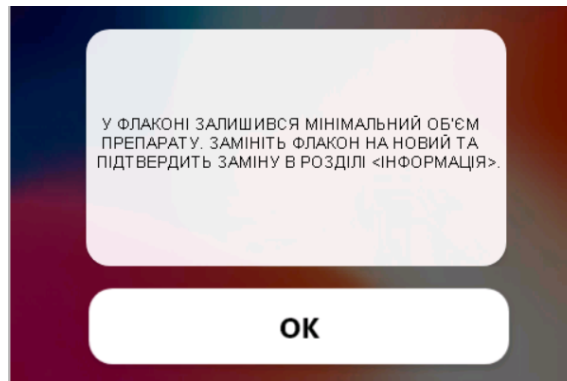 У ФЛАКОНІ ЗАЛИШИВСЯ МІНІМАЛЬНИЙ ОБ'ЄМ
ПРЕПАРАТУ. ЗАМІНІТЬ ФЛАКОН НА НОВИЙ ТА
ПІДТВЕРДИТЬ ЗАМІНУ В РОЗДІЛІ <ІНФОРМАЦІЯ>.
ОК